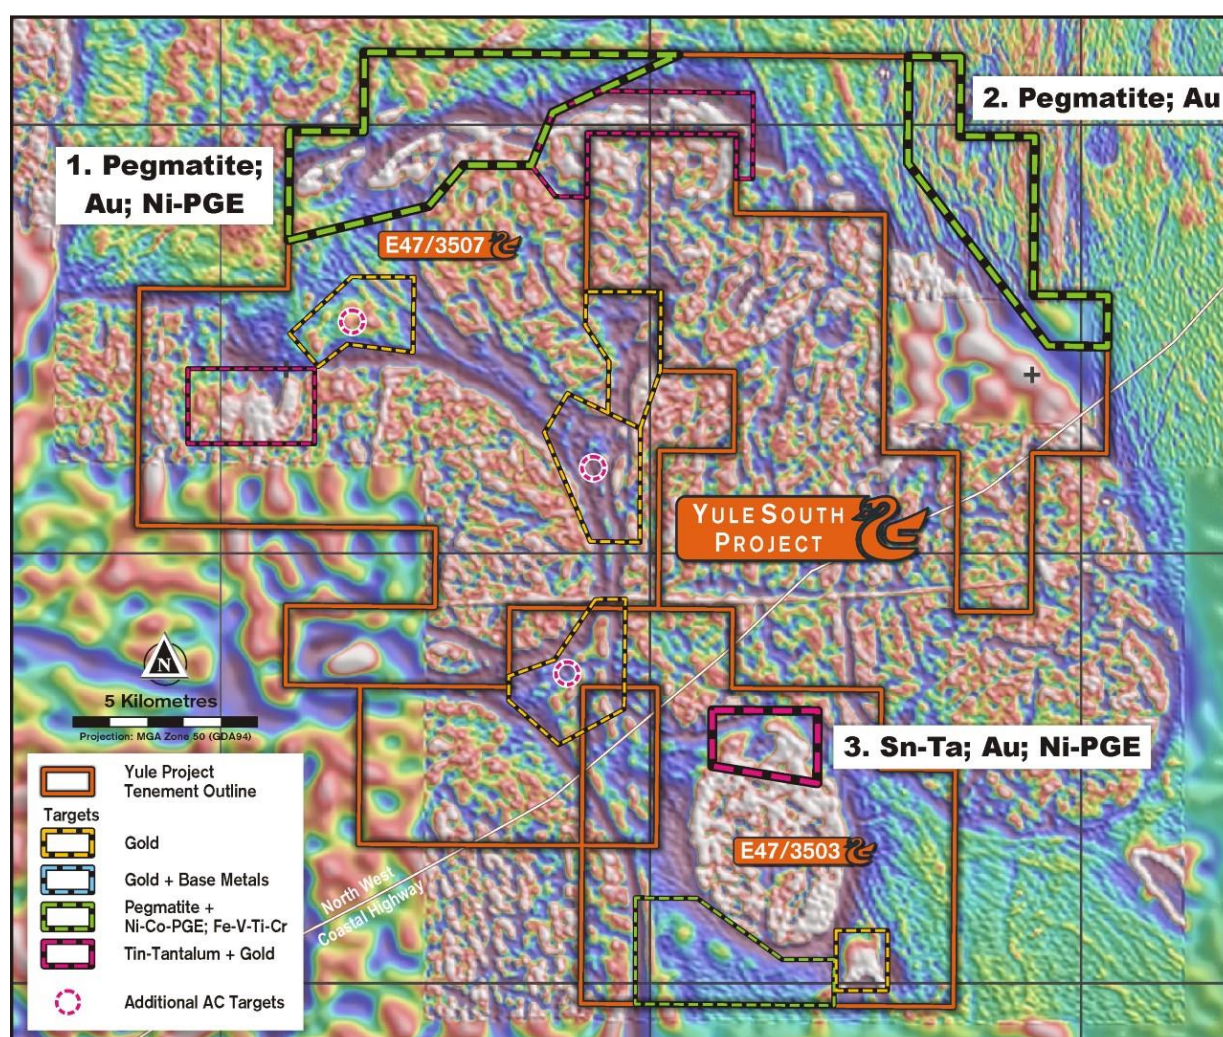 2. Pegmatite; Au
1. Pegmatite;
Au; Ni-PGE
E47/3507
YULE SOUTH
PROJECT
N
5 Kilometres
Projection: MGA Zone 50 (GDA94)
3. Sn-Ta; Au; Ni-PGE
E47/3503
North West
Coastal Highway
Yule Project
Tenement Outline
Targets
Gold
Gold + Base Metals
Pegmatite +
Ni-Co-PGE; Fe-V-Ti-Cr
Tin-Tantalum + Gold
Additional AC Targets